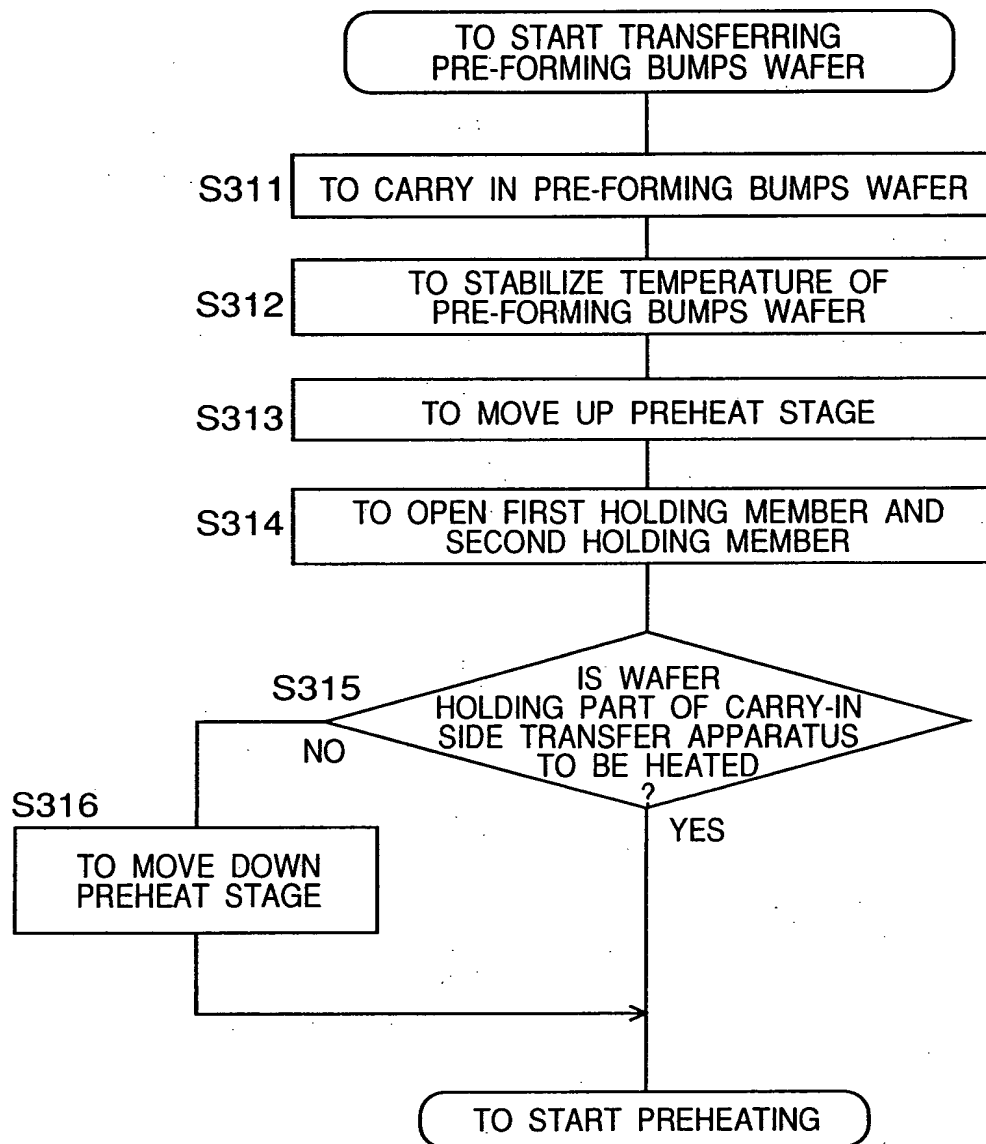 TO START TRANSFERRING
PRE-FORMING BUMPS WAFER
S311
TO CARRY IN PRE-FORMING BUMPS WAFER
S312
TO STABILIZE TEMPERATURE OF
PRE-FORMING BUMPS WAFER
S313
TO MOVE UP PREHEAT STAGE
S314
TO OPEN FIRST HOLDING MEMBER AND
SECOND HOLDING MEMBER
S315
IS WAFER
HOLDING PART OF CARRY-IN
SIDE TRANSFER APPARATUS
TO BE HEATED
?
NO
YES
S316
TO MOVE DOWN
PREHEAT STAGE
TO START PREHEATING